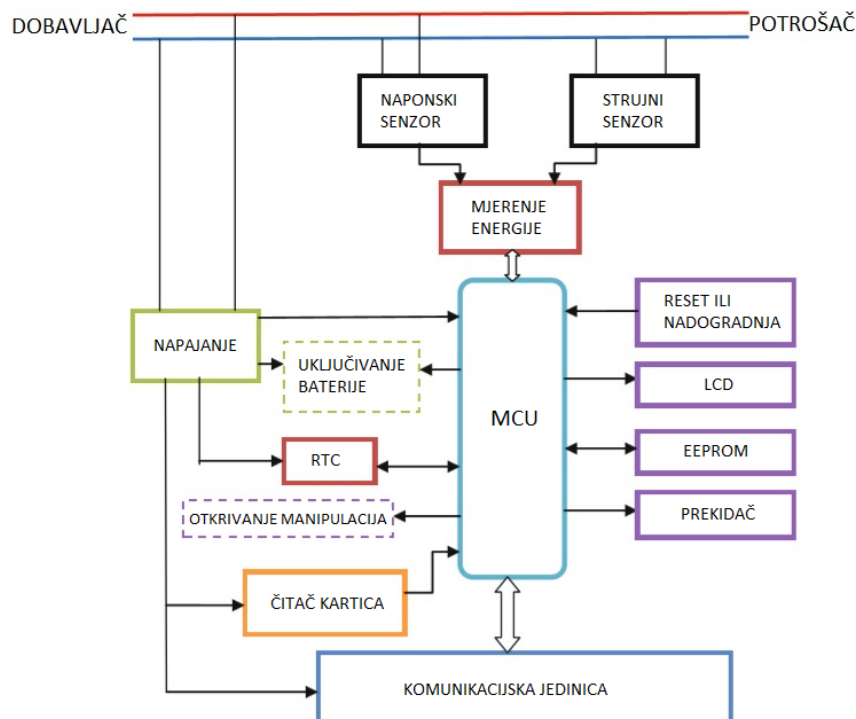 DOBAVLJAČ
POTROŠAČ
NAPONSKI
SENZOR
STRUJNI
SENZOR
MJERENJE
ENERGIJE
NAPAJANJE
UKLJUČIVANJE
BATERIJE
RTC
OTKRIVANJE MANIPULACIJA
ČITAČ KARTICA
MCU
RESET ILI
NADOGRADNJA
LCD
EEPROM
PREKIDAČ
KOMUNIKACIJSKA JEDINICA